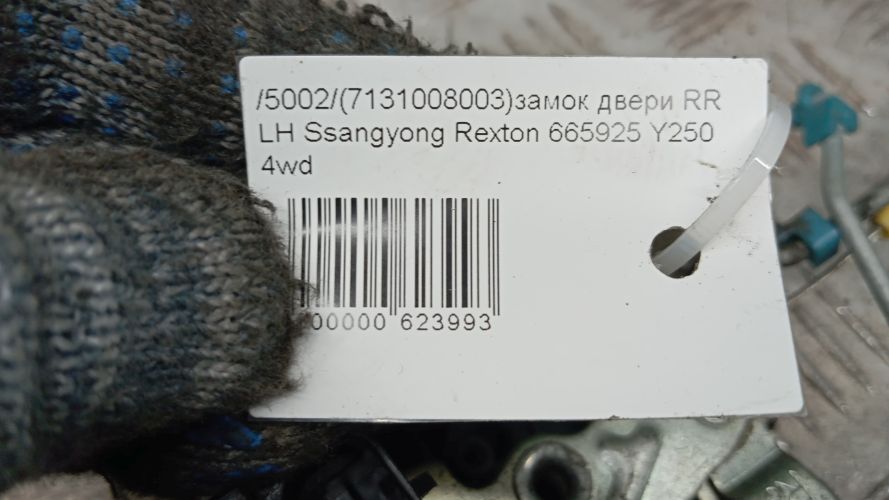 /5002/(7131008003)замок двери RR
LH Ssangyong Rexton 665925 Y250
4wd
00000 623993